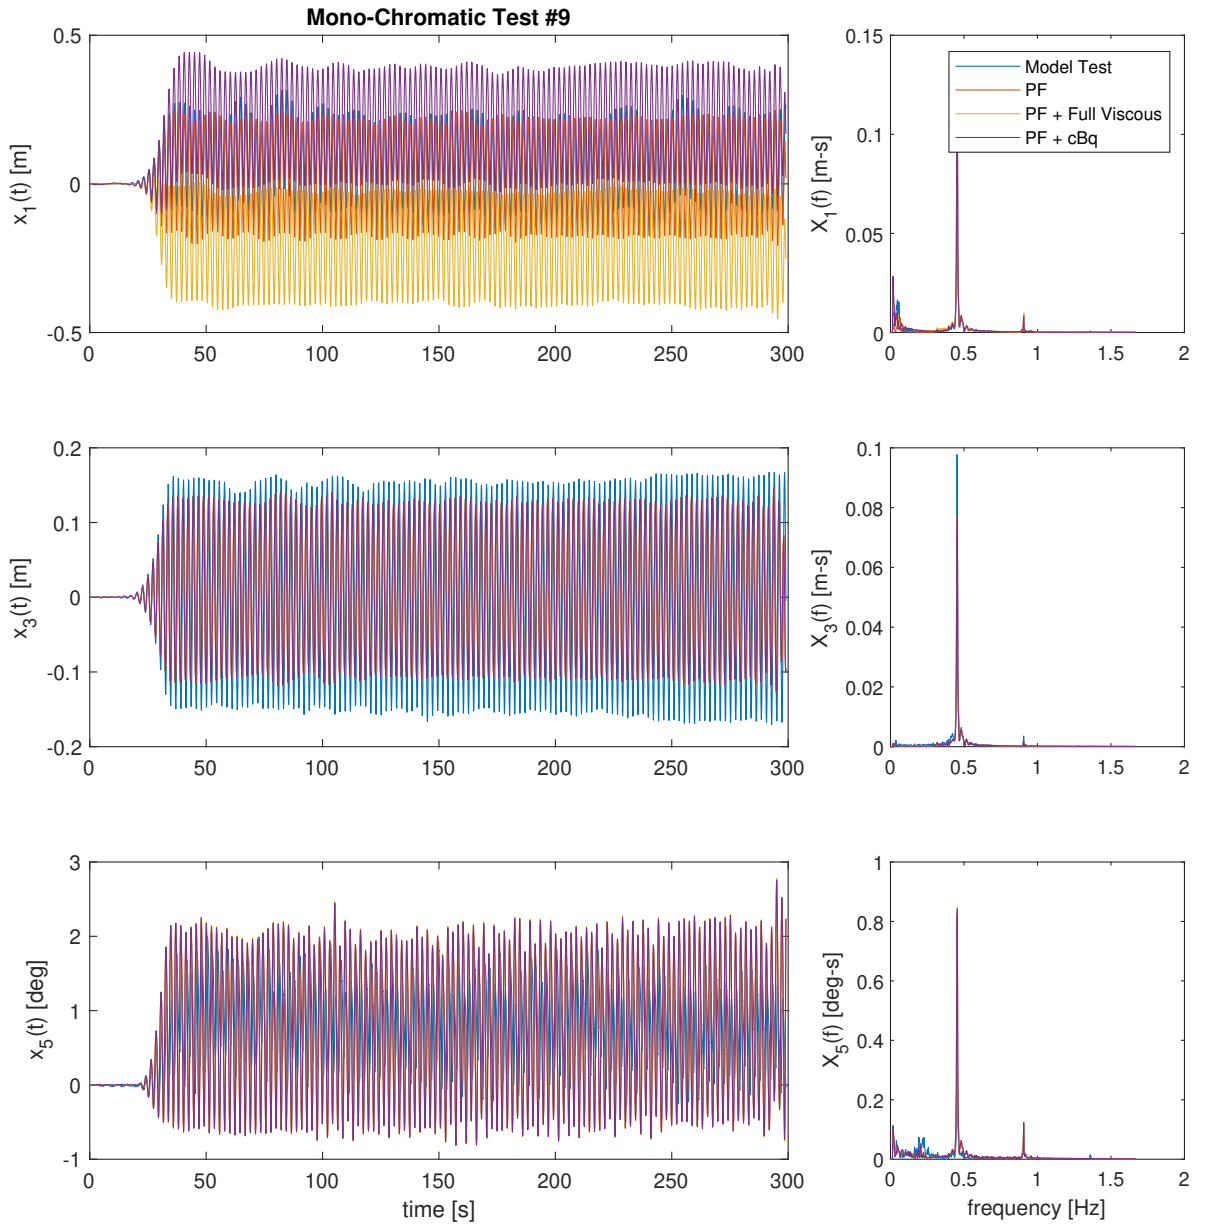 Mono-Chromatic Test #9
0.5
0
-0.5
x1(t) [m]
0 50 100 150 200 250 300
0.15
0.1
0.05
0
X1(f) [m-s]
0 0.5 1 1.5 2
Model Test
PF
PF + Full Viscous
PF + cBq
0.2
0.1
0
-0.1
-0.2
x3(t) [m]
0 50 100 150 200 250 300
0.1
0.08
0.06
0.04
0.02
0
X3(f) [m-s]
0 0.5 1 1.5 2
3
2
1
0
-1
x5(t) [deg]
0 50 100 150 200 250 300
time [s]
1
0.8
0.6
0.4
0.2
0
X5(f) [deg-s]
0 0.5 1 1.5 2
frequency [Hz]